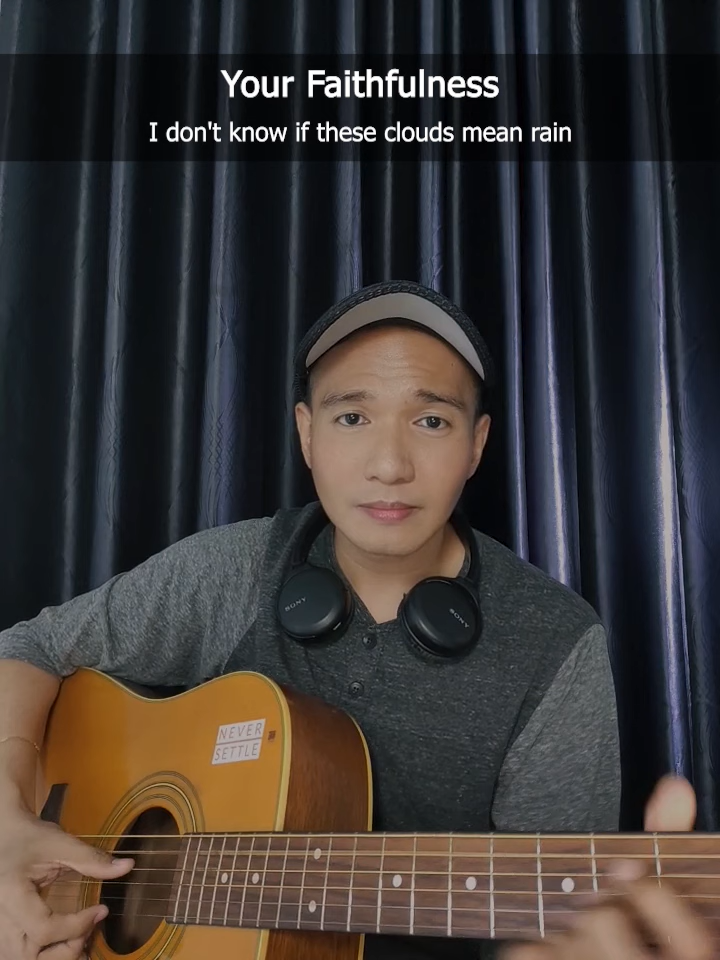 Your Faithfulness
I don't know if these clouds mean rain
SONY
SONY
NEVER
SETTLE